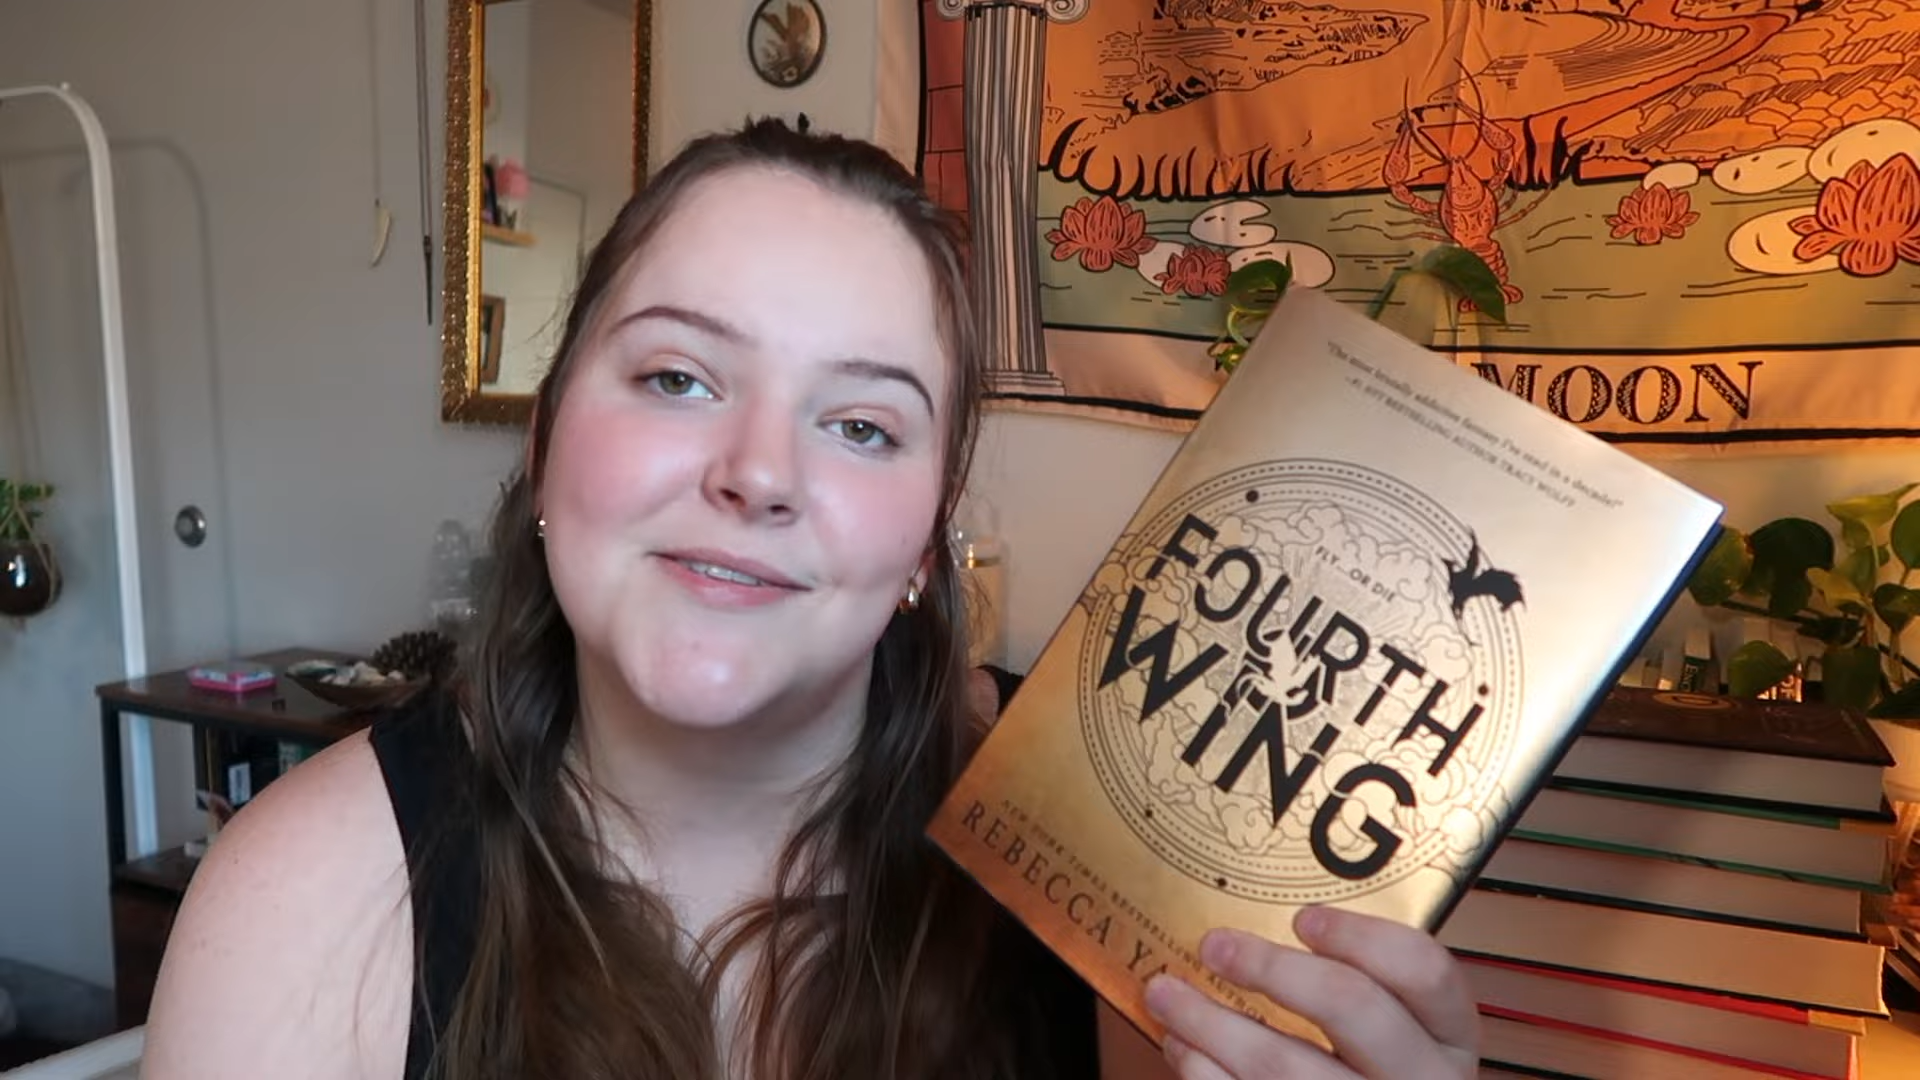 MOON
"The most brutally addictive fantasy I've read in a decade!"
–#1 NYT BESTSELLING AUTHOR TRACY WOLFF
FLY...OR DIE
FOURTH
WING
NEW YORK TIMES BESTSELLING AUTHOR
REBECCA YA